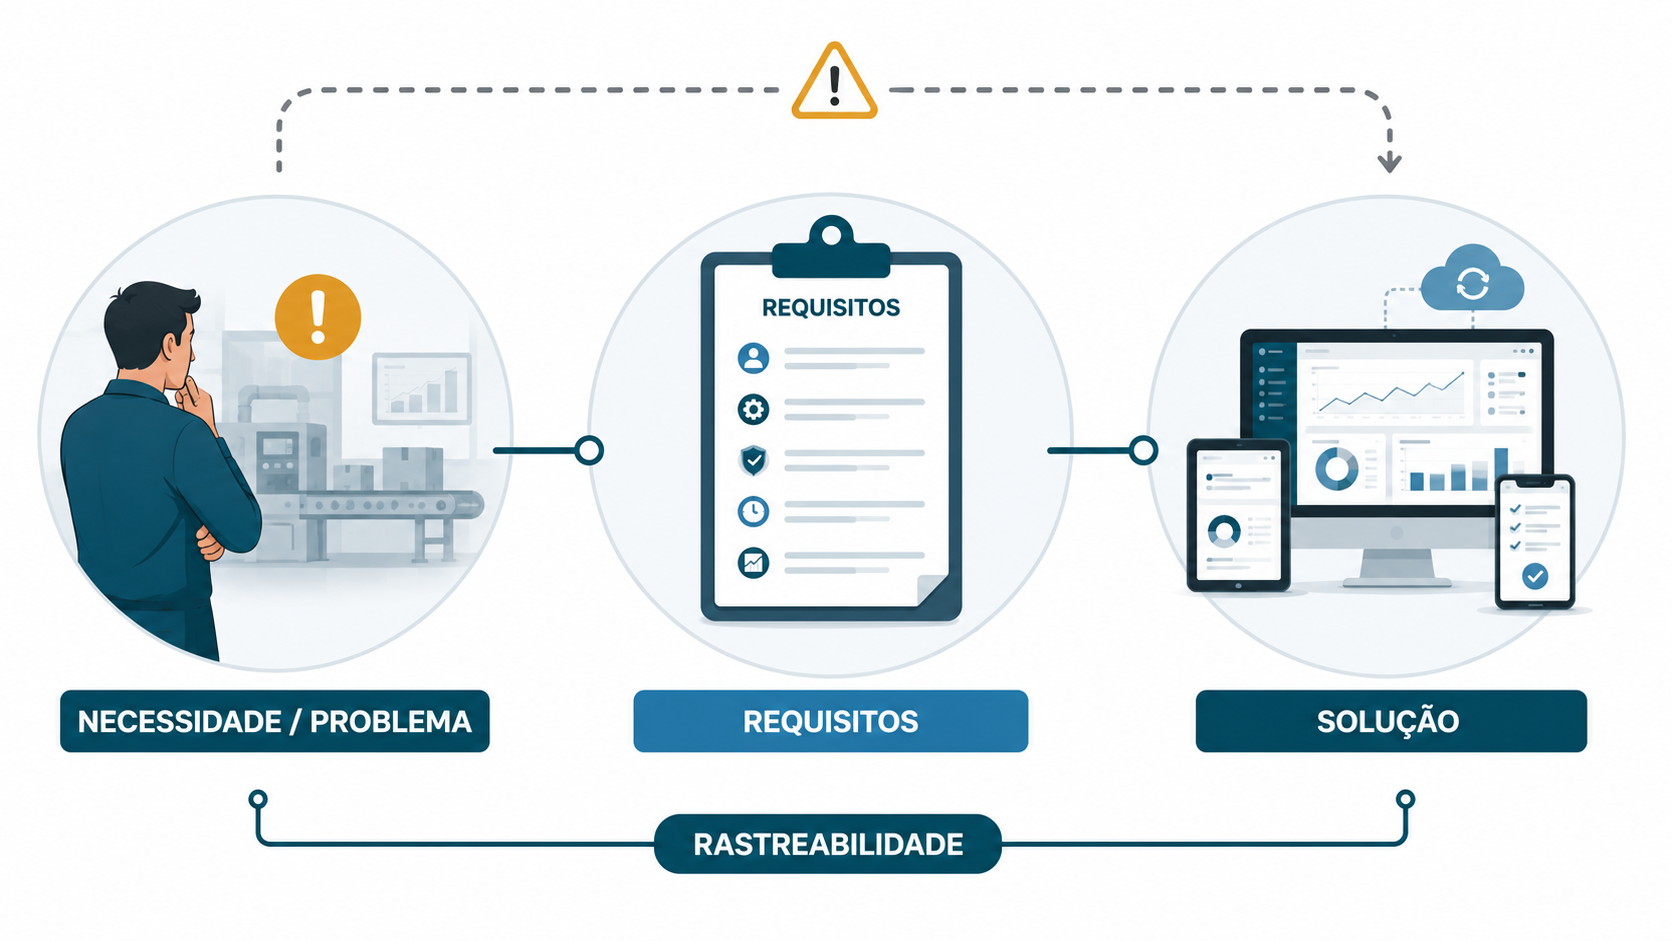 REQUISITOS
NECESSIDADE / PROBLEMA
REQUISITOS
SOLUÇÃO
RASTREABILIDADE